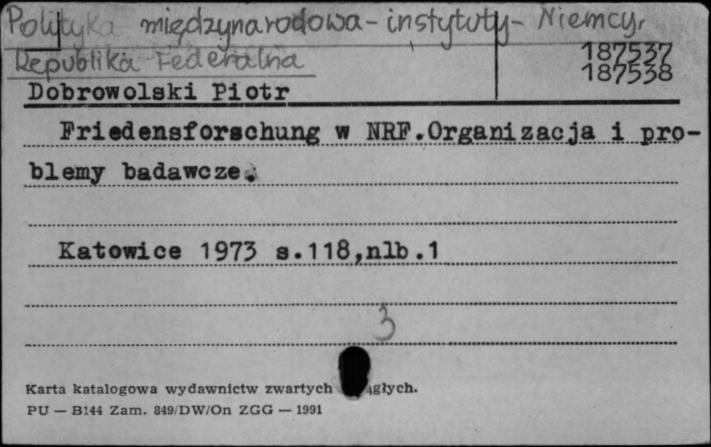 Polityka międzynarodowa - instytuty - Niemcy,
Republika Federalna
187537
187538
Dobrowolski Piotr
Friedensforschung w NRF.Organizacja i pro-
blemy badawcze.
Katowice 1973 s.118,nlb.1
3
Karta katalogowa wydawnictw zwartych głych.
PU — B144 Zam. 849/DW/On ZGG — 1991